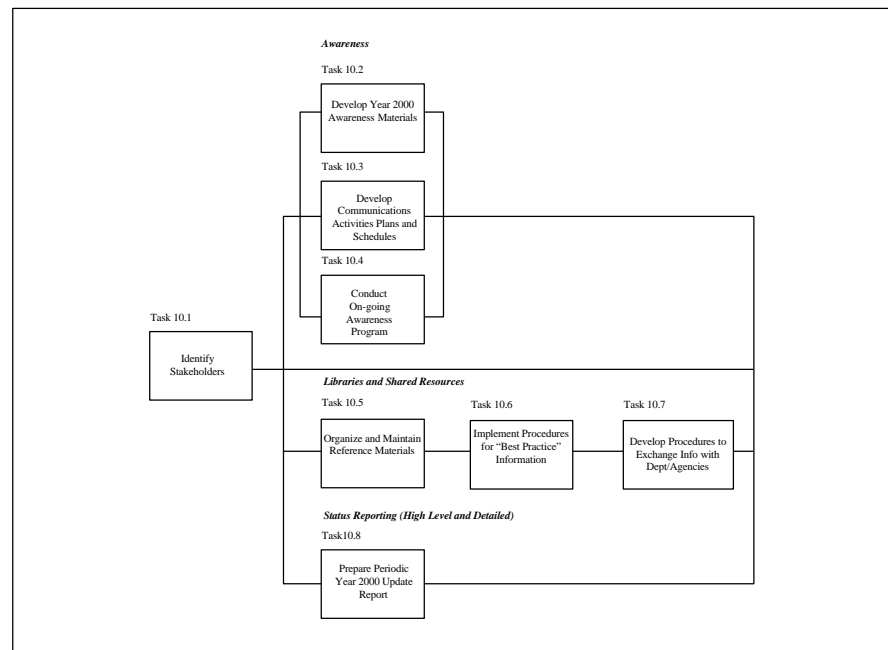 Awareness
Task 10.2
Develop Year 2000
Awareness Materials
Task 10.3
Develop
Communications
Activities Plans and
Schedules
Task 10.4
Conduct
On-going
Awareness
Program
Task 10.1
Identify
Stakeholders
Libraries and Shared Resources
Task 10.5
Organize and Maintain
Reference Materials
Task 10.6
Implement Procedures
for “Best Practice”
Information
Task 10.7
Develop Procedures to
Exchange Info with
Dept/Agencies
Status Reporting (High Level and Detailed)
Task10.8
Prepare Periodic
Year 2000 Update
Report